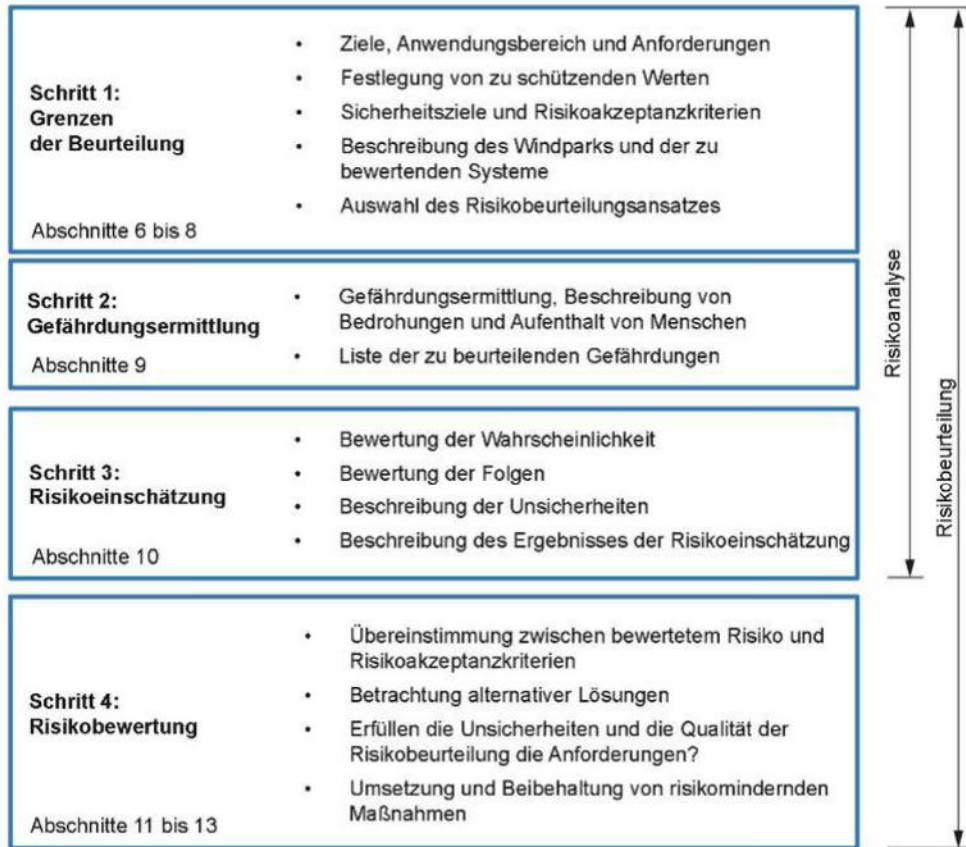 Schritt 1:
Grenzen
der Beurteilung
Abschnitte 6 bis 8
• Ziele, Anwendungsbereich und Anforderungen
• Festlegung von zu schützenden Werten
• Sicherheitsziele und Risikoakzeptanzkriterien
• Beschreibung des Windparks und der zu
bewertenden Systeme
• Auswahl des Risikobeurteilungsansatzes
Schritt 2:
Gefährdungsermittlung
Abschnitte 9
• Gefährdungsermittlung, Beschreibung von
Bedrohungen und Aufenthalt von Menschen
• Liste der zu beurteilenden Gefährdungen
Schritt 3:
Risikoeinschätzung
Abschnitte 10
• Bewertung der Wahrscheinlichkeit
• Bewertung der Folgen
• Beschreibung der Unsicherheiten
• Beschreibung des Ergebnisses der Risikoeinschätzung
Schritt 4:
Risikobewertung
Abschnitte 11 bis 13
• Übereinstimmung zwischen bewertetem Risiko und
Risikoakzeptanzkriterien
• Betrachtung alternativer Lösungen
• Erfüllen die Unsicherheiten und die Qualität der
Risikobeurteilung die Anforderungen?
• Umsetzung und Beibehaltung von risikomindernden
Maßnahmen
Risikoanalyse
Risikobeurteilung